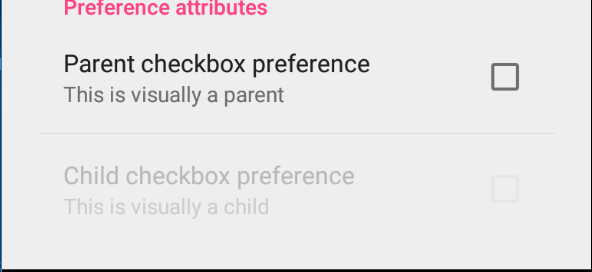 Preference attributes
Parent checkbox preference
This is visually a parent
Child checkbox preference
This is visually a child